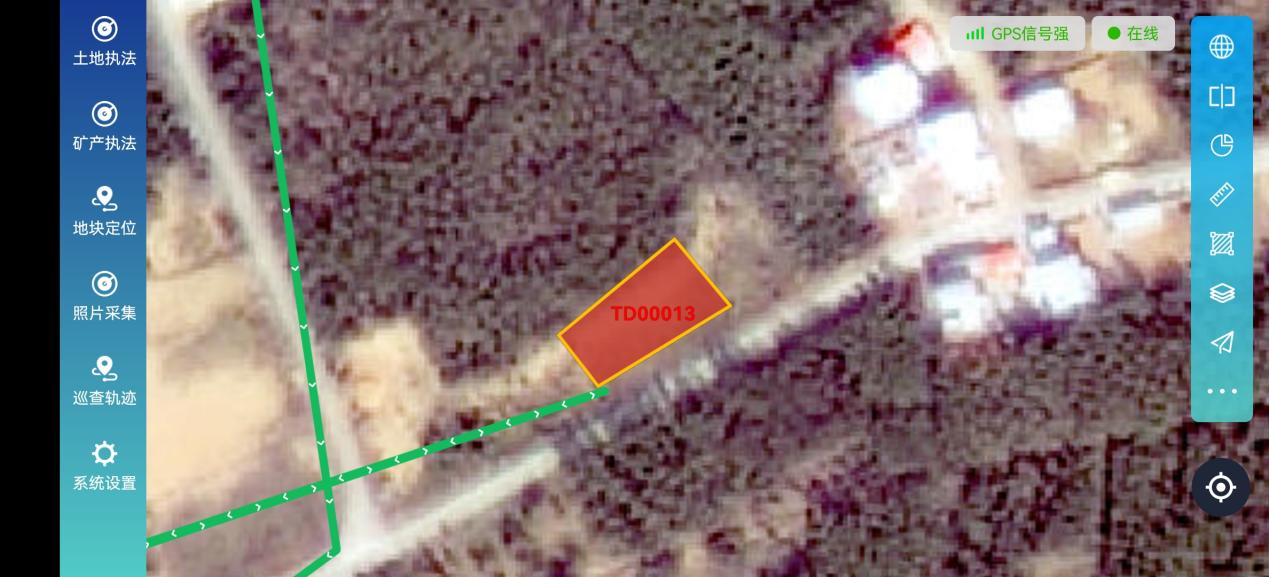 土地执法
矿产执法
地块定位
照片采集
巡查轨迹
系统设置
GPS信号强
在线
TD00013